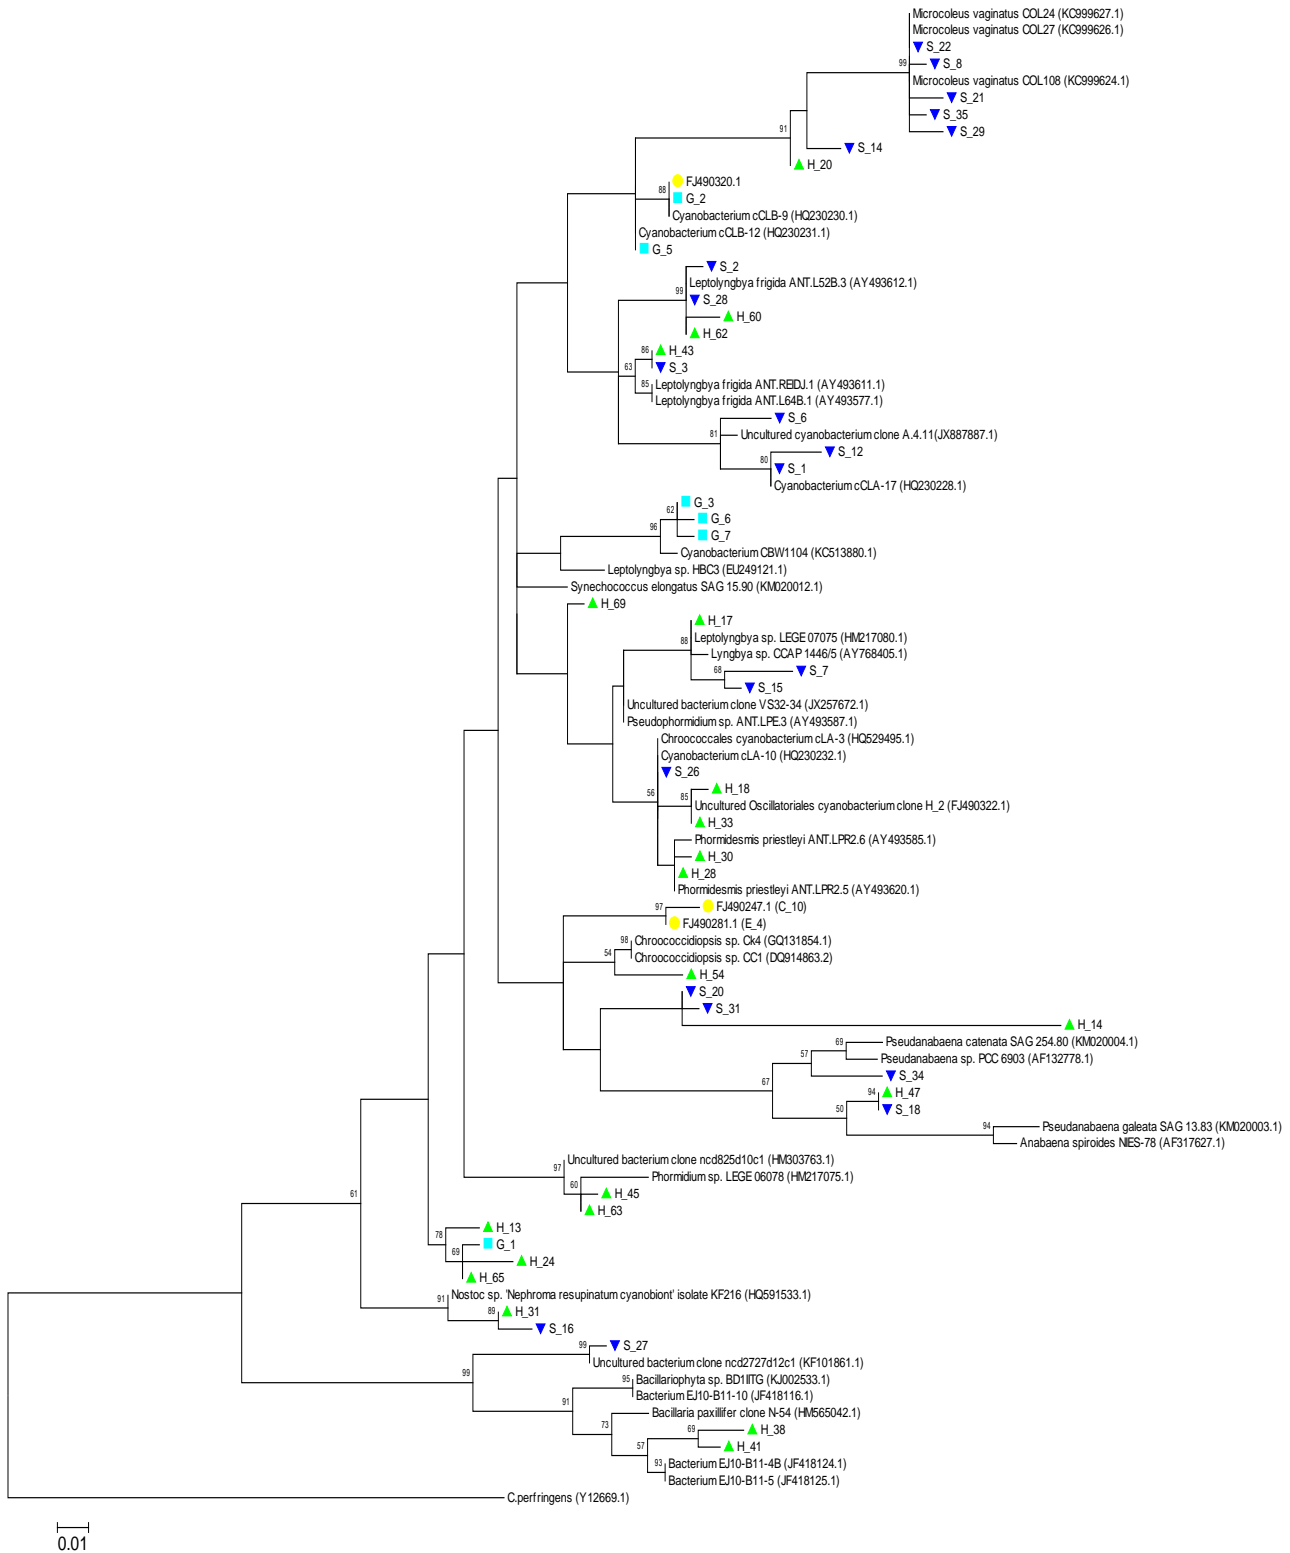 Microcoleus vaginatus COL24 (KC999627.1)
Microcoleus vaginatus COL27 (KC999626.1)
S_22
99
S_8
Microcoleus vaginatus COL108 (KC999624.1)
S_21
S_35
S_29
91
S_14
H_20
FJ490320.1
88
G_2
Cyanobacterium cCLB-9 (HQ230230.1)
Cyanobacterium cCLB-12 (HQ230231.1)
G_5
S_2
Leptolyngbya frigida ANT.L52B.3 (AY493612.1)
99
S_28
H_60
H_62
86
H_43
63
S_3
85
Leptolyngbya frigida ANT.REIDJ.1 (AY493611.1)
Leptolyngbya frigida ANT.L64B.1 (AY493577.1)
S_6
81
Uncultured cyanobacterium clone A.4.11(JX887887.1)
S_12
80
S_1
Cyanobacterium cCLA-17 (HQ230228.1)
G_3
62
G_6
96
G_7
Cyanobacterium CBW1104 (KC513880.1)
Leptolyngbya sp. HBC3 (EU249121.1)
Synechococcus elongatus SAG 15.90 (KM020012.1)
H_69
H_17
88
Leptolyngbya sp. LEGE 07075 (HM217080.1)
Lyngbya sp. CCAP 1446/5 (AY768405.1)
68
S_7
S_15
Uncultured bacterium clone VS32-34 (JX257672.1)
Pseudophormidium sp. ANT.LPE.3 (AY493587.1)
Chroococcales cyanobacterium cLA-3 (HQ529495.1)
Cyanobacterium cLA-10 (HQ230232.1)
S_26
56
H_18
85
Uncultured Oscillatoriales cyanobacterium clone H_2 (FJ490322.1)
H_33
Phormidesmis priestleyi ANT.LPR2.6 (AY493585.1)
H_30
H_28
Phormidesmis priestleyi ANT.LPR2.5 (AY493620.1)
97
FJ490247.1 (C_10)
FJ490281.1 (E_4)
98
Chroococcidiopsis sp. Ck4 (GQ131854.1)
54
Chroococcidiopsis sp. CC1 (DQ914863.2)
H_54
S_20
S_31
H_14
69
Pseudanabaena catenata SAG 254.80 (KM020004.1)
57
Pseudanabaena sp. PCC 6903 (AF132778.1)
S_34
67
94
H_47
50
S_18
94
Pseudanabaena galeata SAG 13.83 (KM020003.1)
Anabaena spiroides NIES-78 (AF317627.1)
97
Uncultured bacterium clone ncd825d10c1 (HM303763.1)
Phormidium sp. LEGE 06078 (HM217075.1)
60
H_45
H_63
61
H_13
78
G_1
69
H_24
H_65
91
Nostoc sp. 'Nephroma resupinatum cyanobiont' isolate KF216 (HQ591533.1)
89
H_31
S_16
99
S_27
Uncultured bacterium clone ncd2727d12c1 (KF101861.1)
99
95
Bacillariophyta sp. BD1IITG (KJ002533.1)
91
Bacterium EJ10-B11-10 (JF418116.1)
Bacillaria paxillifer clone N-54 (HM565042.1)
73
69
H_38
57
H_41
93
Bacterium EJ10-B11-4B (JF418124.1)
Bacterium EJ10-B11-5 (JF418125.1)
C.perfringens (Y12669.1)
0.01